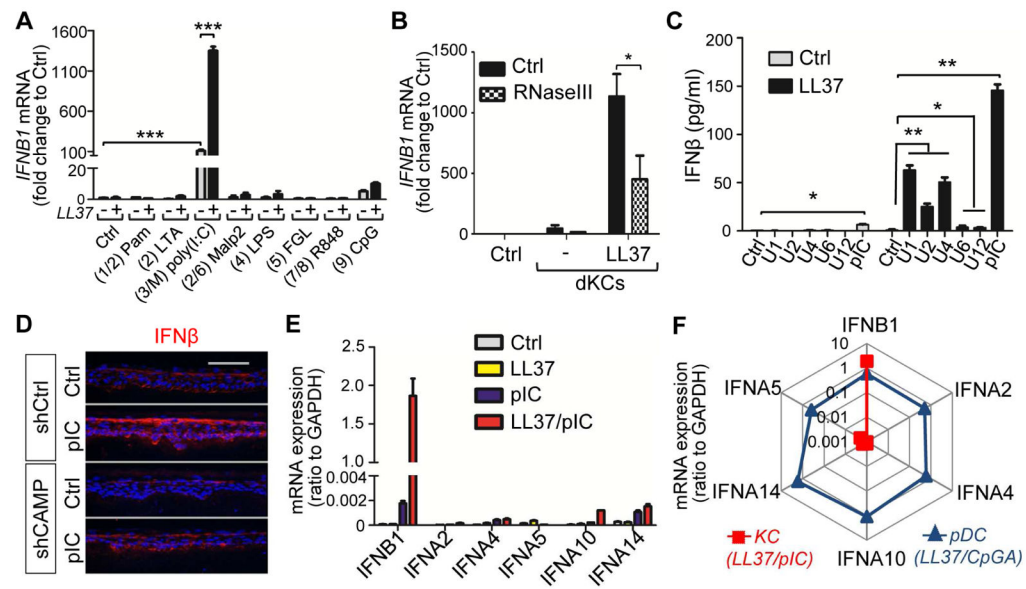 A
IFNB1 mRNA
(fold change to Ctrl)
1600
1100
600
100
20
0
***
***
LL37 - + - + - + - + - + - + - + - + - +
Ctrl
(1/2) Pam
(2) LTA
(3/M) poly(I:C)
(2/6) Malp2
(4) LPS
(5) FGL
(7/8) R848
(9) CpG
B
IFNB1 mRNA
(fold change to Ctrl)
1500
1000
500
0
Ctrl
RNaseIII
*
Ctrl - LL37
dKCs
C
IFNβ (pg/ml)
200
150
100
50
0
Ctrl
LL37
**
*
**
*
Ctrl
U1
U2
U4
U6
U12
pIC
Ctrl
U1
U2
U4
U6
U12
pIC
D
IFNβ
shCtrl
Ctrl
pIC
shCAMP
Ctrl
pIC
E
mRNA expression
(ratio to GAPDH)
2.5
2.0
1.5
1.0
0.004
0.002
0
Ctrl
LL37
pIC
LL37/pIC
IFNB1
IFNA2
IFNA4
IFNA5
IFNA10
IFNA14
F
mRNA expression
(ratio to GAPDH)
10
1
0.1
0.01
0.001
IFNB1
IFNA2
IFNA4
IFNA10
IFNA14
IFNA5
KC
(LL37/pIC)
pDC
(LL37/CpGA)